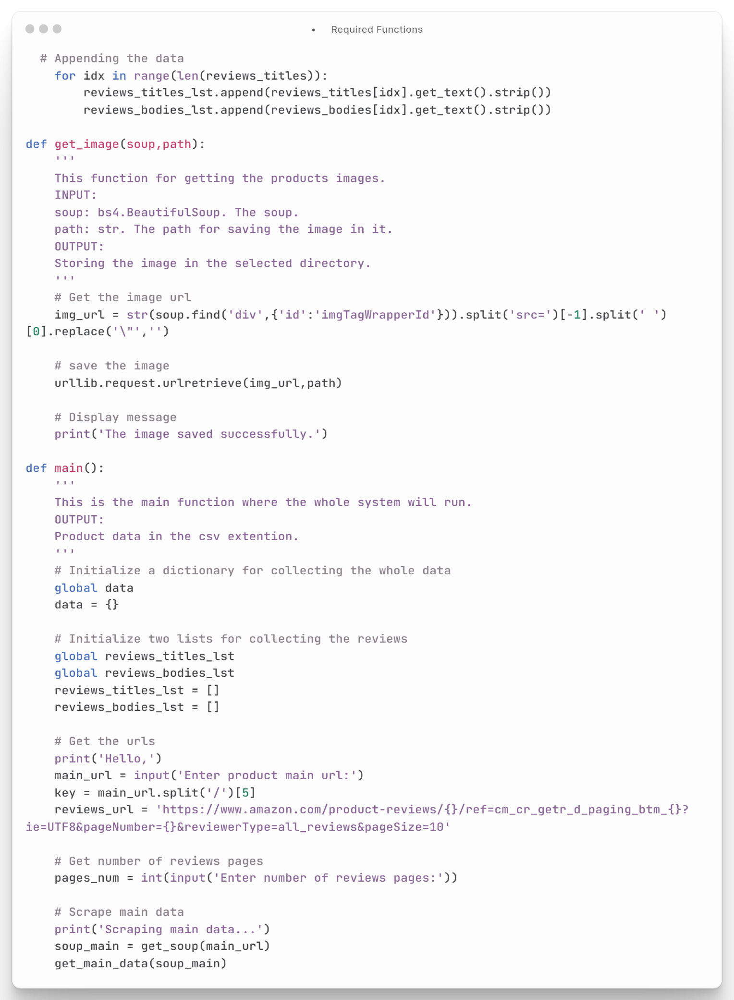 • Required Functions
# Appending the data
for idx in range(len(reviews_titles)):
reviews_titles_lst.append(reviews_titles[idx].get_text().strip())
reviews_bodies_lst.append(reviews_bodies[idx].get_text().strip())
def get_image(soup,path):
'''
This function for getting the products images.
INPUT:
soup: bs4.BeautifulSoup. The soup.
path: str. The path for saving the image in it.
OUTPUT:
Storing the image in the selected directory.
'''
# Get the image url
img_url = str(soup.find('div',{'id':'imgTagWrapperId'})).split('src=')[-1].split(' ')
[0].replace('\"','')
# save the image
urllib.request.urlretrieve(img_url,path)
# Display message
print('The image saved successfully.')
def main():
'''
This is the main function where the whole system will run.
OUTPUT:
Product data in the csv extention.
'''
# Initialize a dictionary for collecting the whole data
global data
data = {}
# Initialize two lists for collecting the reviews
global reviews_titles_lst
global reviews_bodies_lst
reviews_titles_lst = []
reviews_bodies_lst = []
# Get the urls
print('Hello,')
main_url = input('Enter product main url:')
key = main_url.split('/')[5]
reviews_url = 'https://www.amazon.com/product-reviews/{}/ref=cm_cr_getr_d_paging_btm_{}?
ie=UTF8&pageNumber={}&reviewerType=all_reviews&pageSize=10'
# Get number of reviews pages
pages_num = int(input('Enter number of reviews pages:'))
# Scrape main data
print('Scraping main data...')
soup_main = get_soup(main_url)
get_main_data(soup_main)